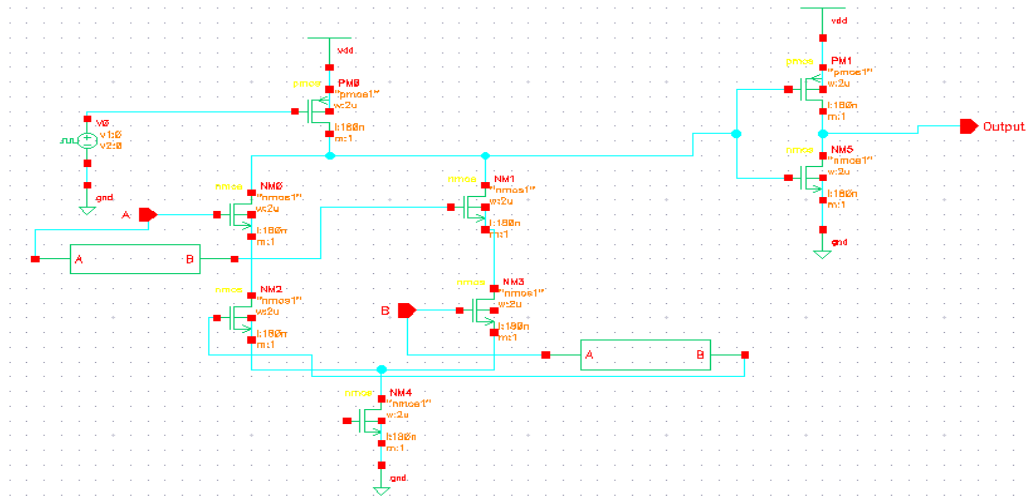 vdd
pmos
PM0
"pmos1"
w:2u
l:180n
m:1
V0
v1:0
v2:0
gnd
vdd
pmos
PM1
"pmos1"
w:2u
l:180n
m:1
Output
nmos
NM5
"nmos1"
w:2u
l:180n
m:1
gnd
nmos
NM0
"nmos1"
w:2u
l:180n
m:1
nmos
NM1
"nmos1"
w:2u
l:180n
m:1
A
A
B
nmos
NM2
"nmos1"
w:2u
l:180n
m:1
B
nmos
NM3
"nmos1"
w:2u
l:180n
m:1
A
B
nmos
NM4
"nmos1"
w:2u
l:180n
m:1
gnd